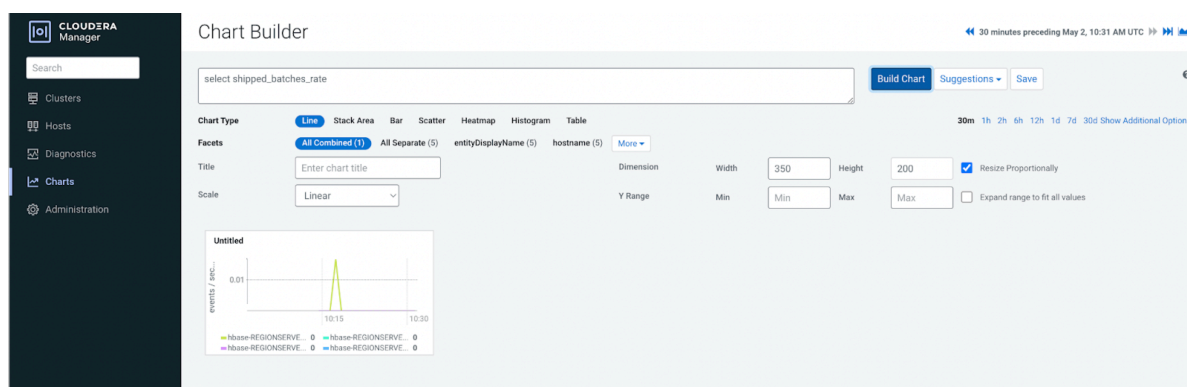 CLOUDERA
Manager
Search
Clusters
Hosts
Diagnostics
Charts
Administration
Chart Builder
30 minutes preceding May 2, 10:31 AM UTC
select shipped_batches_rate
Build Chart Suggestions Save
Chart Type Line Stack Area Bar Scatter Heatmap Histogram Table
30m 1h 2h 6h 12h 1d 7d 30d Show Additional Option
Facets All Combined (1) All Separate (5) entityDisplayName (5) hostname (5) More
Title Enter chart title Dimension Width 350 Height 200 Resize Proportionally
Scale Linear Y Range Min Min Max Max Expand range to fit all values
Untitled
events / sec...
0.01
10:15 10:30
hbase-REGIONSERVE... 0 hbase-REGIONSERVE... 0
hbase-REGIONSERVE... 0 hbase-REGIONSERVE... 0